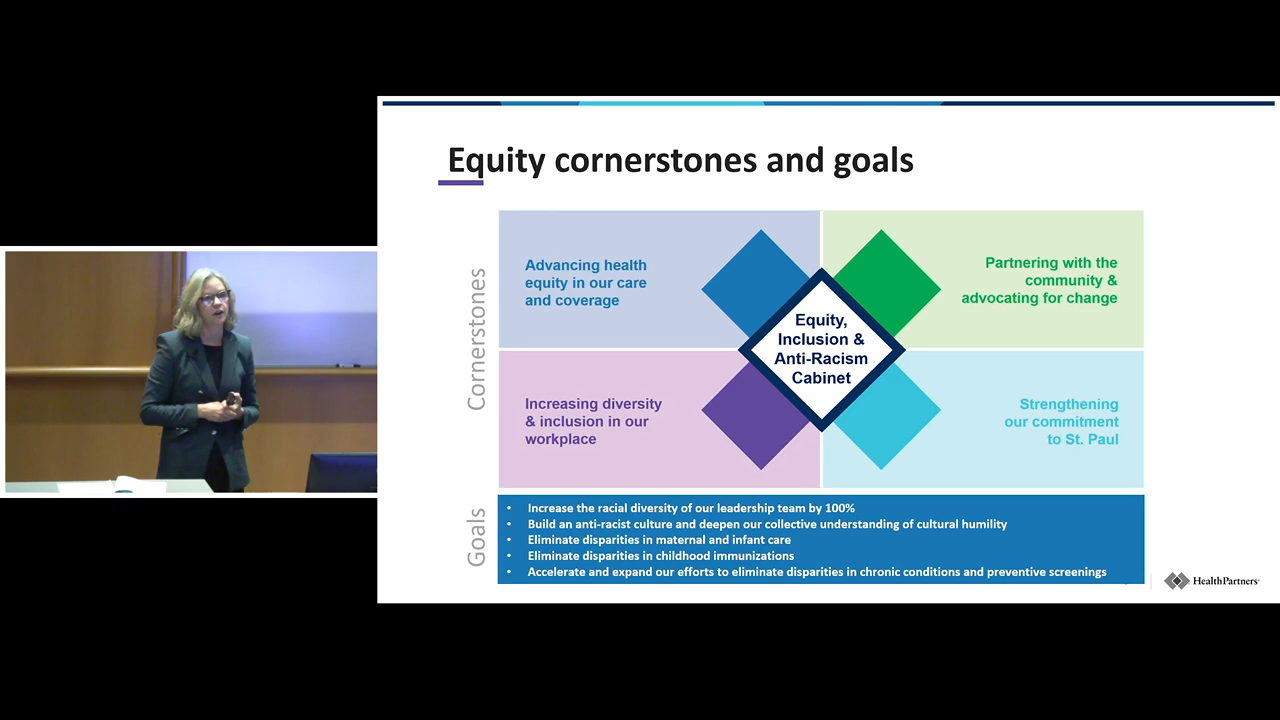 Equity cornerstones and goals
Cornerstones
Advancing health
equity in our care
and coverage
Partnering with the
community &
advocating for change
Equity,
Inclusion &
Anti-Racism
Cabinet
Increasing diversity
& inclusion in our
workplace
Strengthening
our commitment
to St. Paul
Goals
• Increase the racial diversity of our leadership team by 100%
• Build an anti-racist culture and deepen our collective understanding of cultural humility
• Eliminate disparities in maternal and infant care
• Eliminate disparities in childhood immunizations
• Accelerate and expand our efforts to eliminate disparities in chronic conditions and preventive screenings
HealthPartners